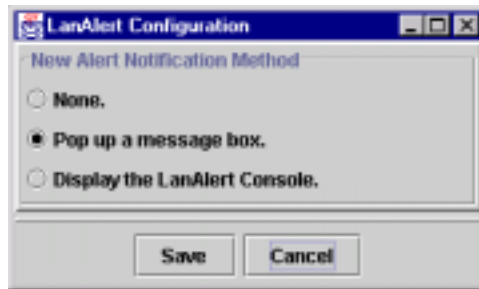 LanAlert Configuration
New Alert Notification Method
None.
Pop up a message box.
Display the LanAlert Console.
Save Cancel